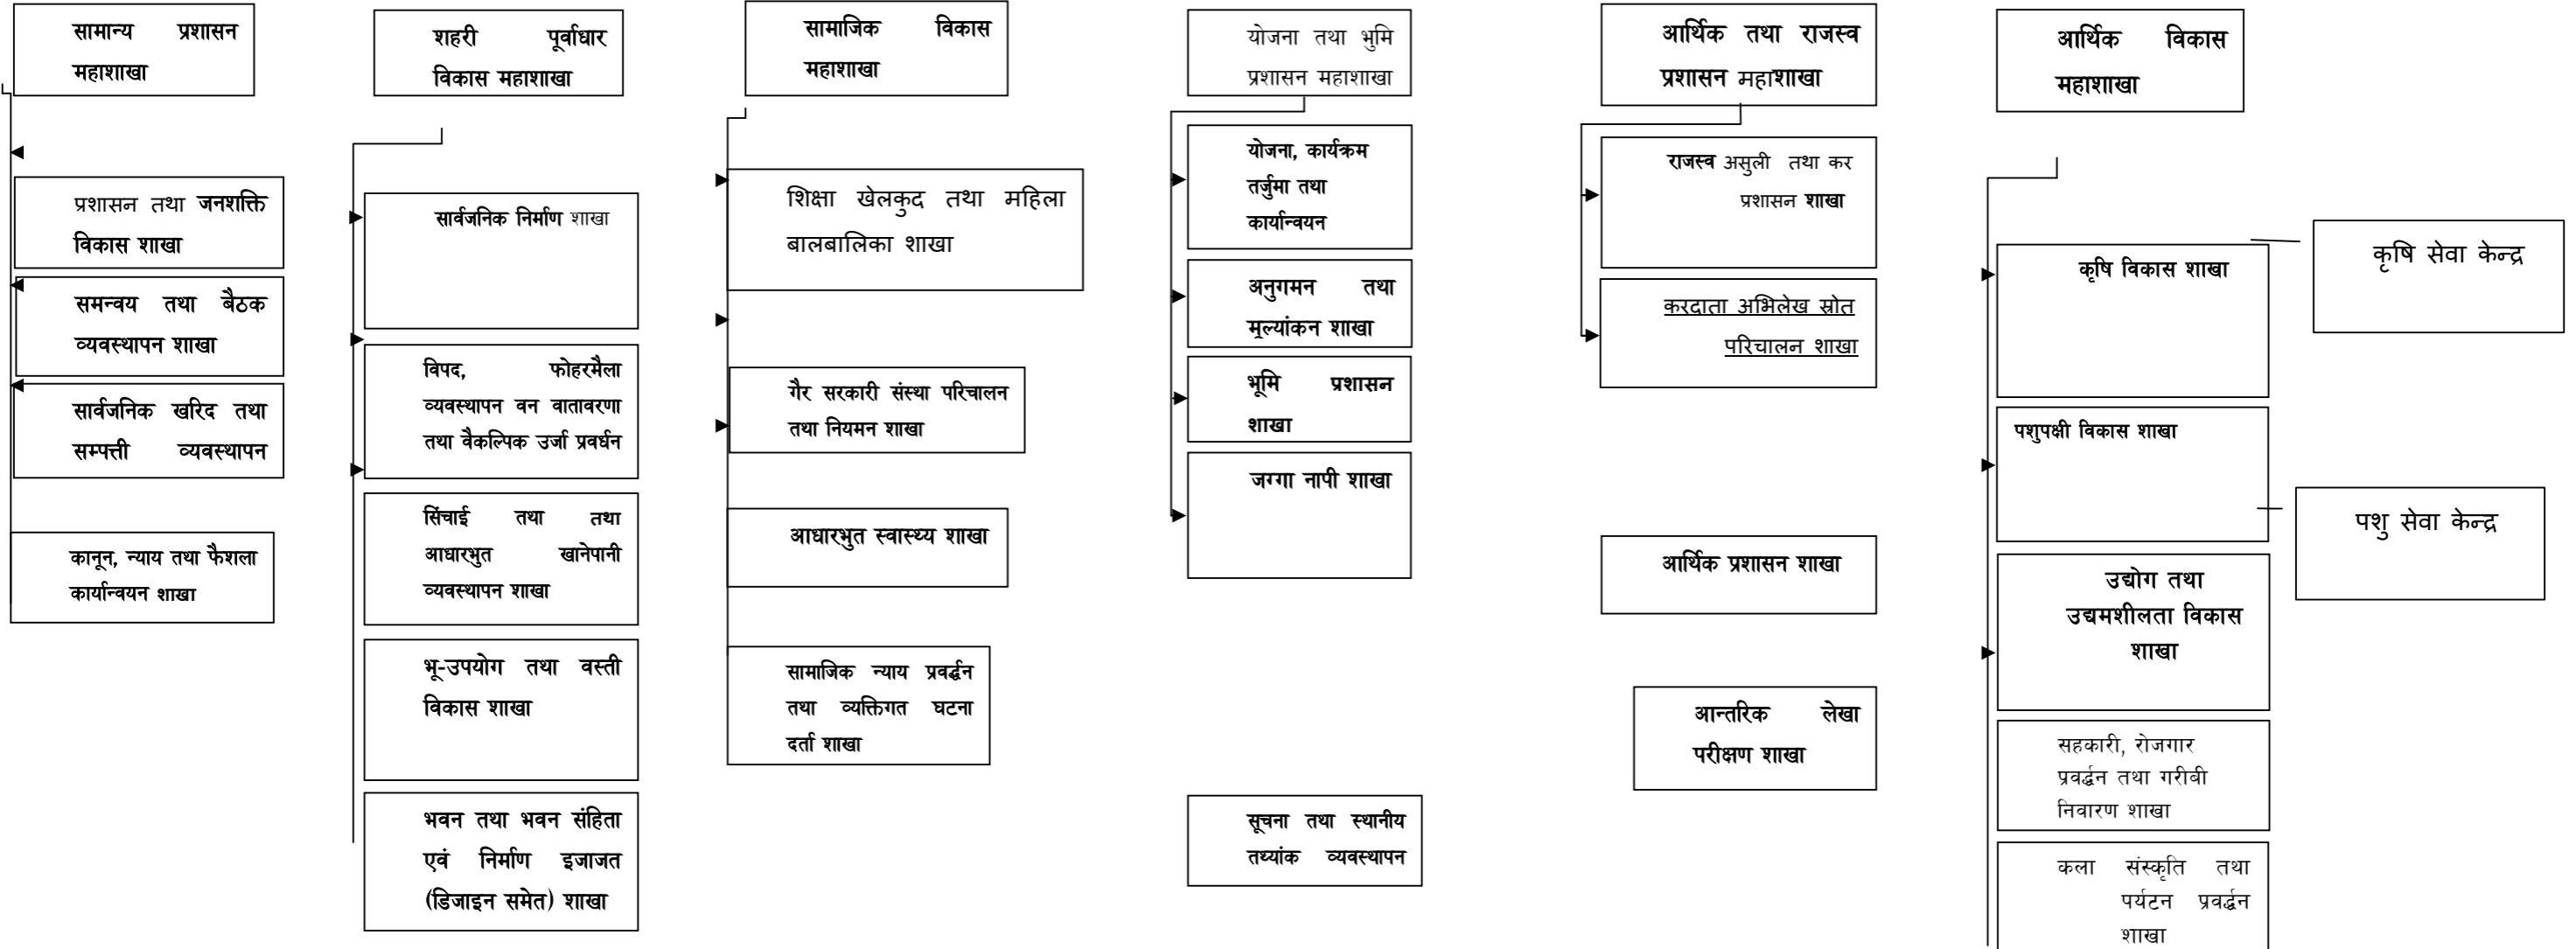 सामान्य प्रशासन
महाशाखा
प्रशासन तथा जनशक्ति
विकास शाखा
समन्वय तथा बैठक
व्यवस्थापन शाखा
सार्वजनिक खरिद तथा
सम्पत्ती व्यवस्थापन
कानून, न्याय तथा फैशला
कार्यान्वयन शाखा
शहरी पूर्वाधार
विकास महाशाखा
सार्वजनिक निर्माण शाखा
विपद, फोहरमैला
व्यवस्थापन वन वातावरणा
तथा वैकल्पिक उर्जा प्रवर्धन
सिंचाई तथा तथा
आधारभुत खानेपानी
व्यवस्थापन शाखा
भू-उपयोग तथा वस्ती
विकास शाखा
भवन तथा भवन संहिता
एवं निर्माण इजाजत
(डिजाइन समेत) शाखा
सामाजिक विकास
महाशाखा
शिक्षा खेलकुद तथा महिला
बालबालिका शाखा
गैर सरकारी संस्था परिचालन
तथा नियमन शाखा
आधारभुत स्वास्थ्य शाखा
सामाजिक न्याय प्रवर्द्धन
तथा व्यक्तिगत घटना
दर्ता शाखा
योजना तथा भुमि
प्रशासन महाशाखा
योजना, कार्यक्रम
तर्जुमा तथा
कार्यान्वयन
अनुगमन तथा
मूल्यांकन शाखा
भूमि प्रशासन
शाखा
जग्गा नापी शाखा
सूचना तथा स्थानीय
तथ्यांक व्यवस्थापन
आर्थिक तथा राजस्व
प्रशासन महाशाखा
राजस्व असुली तथा कर
प्रशासन शाखा
करदाता अभिलेख स्रोत
परिचालन शाखा
आर्थिक प्रशासन शाखा
आन्तरिक लेखा
परीक्षण शाखा
आर्थिक विकास
महाशाखा
कृषि विकास शाखा
कृषि सेवा केन्द्र
पशुपक्षी विकास शाखा
पशु सेवा केन्द्र
उद्योग तथा
उद्यमशीलता विकास
शाखा
सहकारी, रोजगार
प्रवर्द्धन तथा गरीबी
निवारण शाखा
कला संस्कृति तथा
पर्यटन प्रवर्द्धन
शाखा